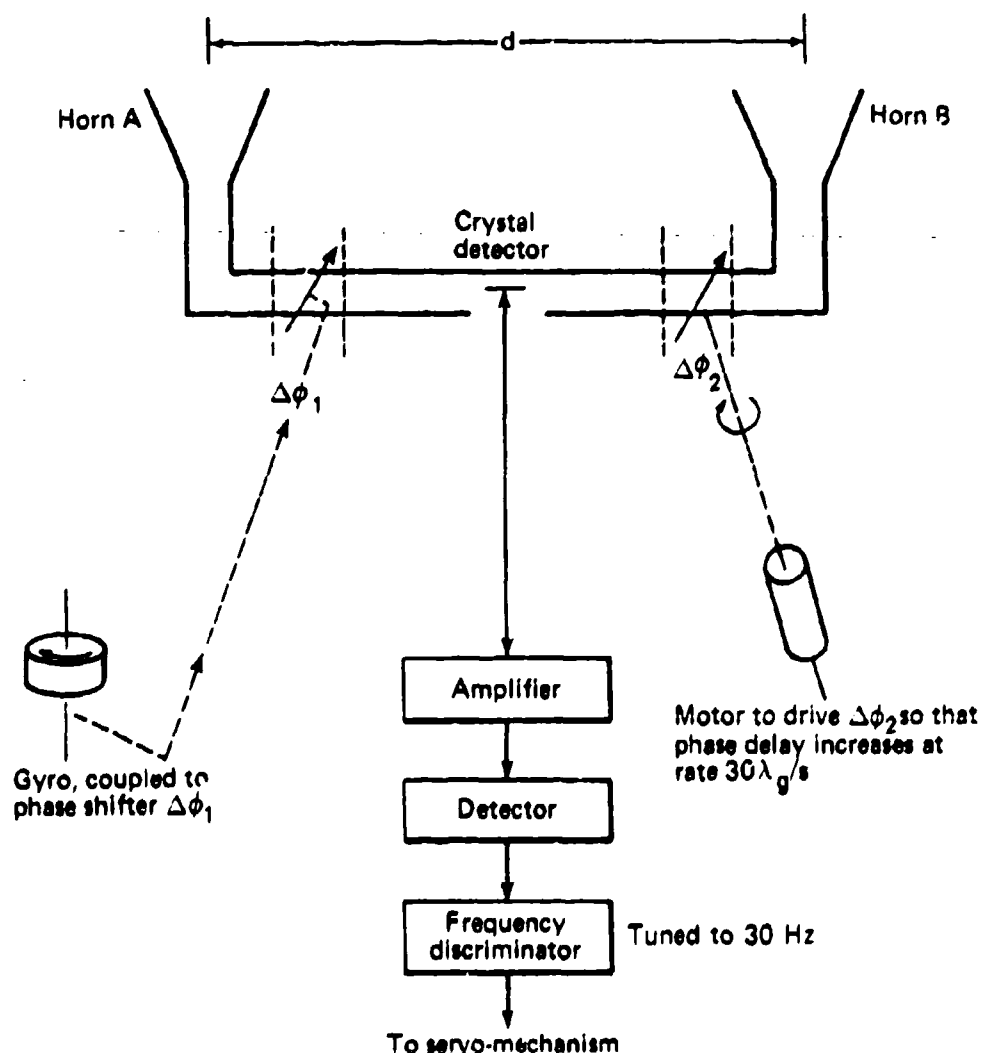 d
Horn A
Horn B
Crystal
detector
Δϕ₁
Δϕ₂
Amplifier
Motor to drive Δϕ₂ so that
phase delay increases at
rate 30λg/s
Gyro, coupled to
phase shifter Δϕ₁
Detector
Frequency
discriminator
Tuned to 30 Hz
To servo-mechanism